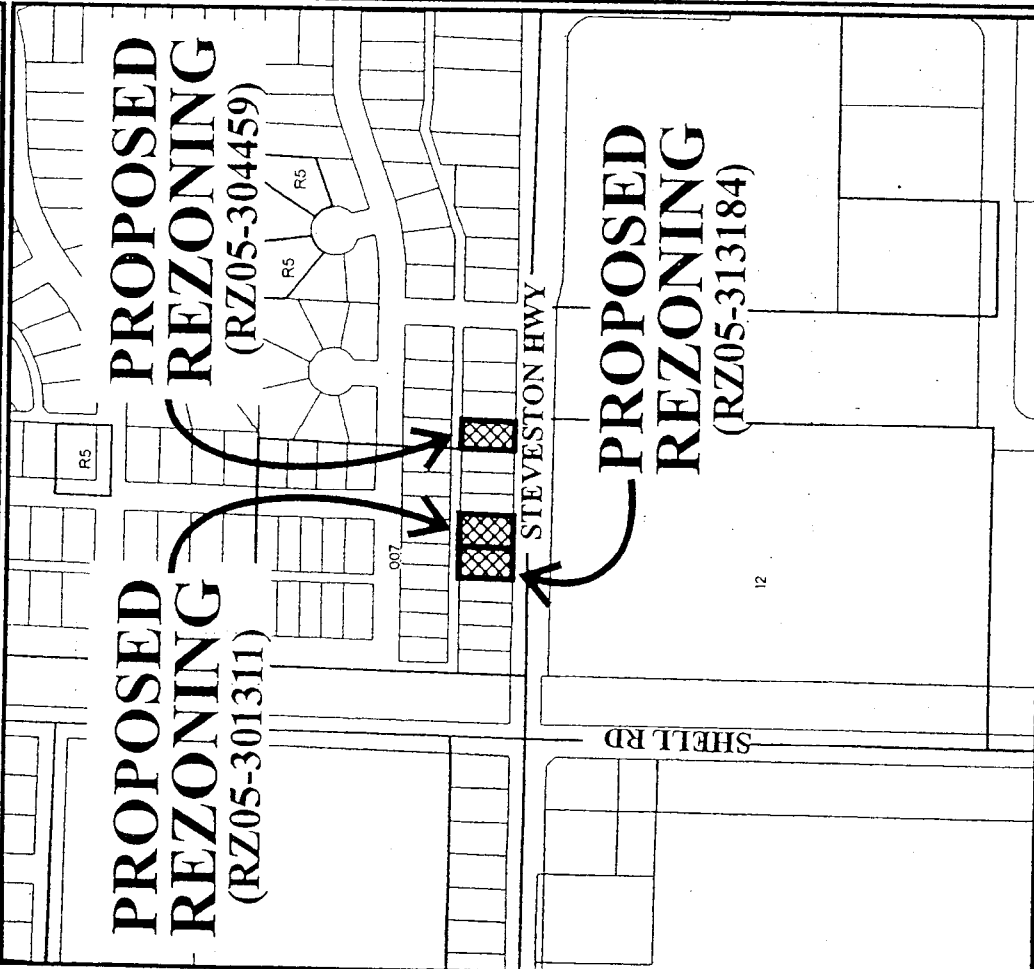 PROPOSED
REZONING
(RZ05-301311)
PROPOSED
REZONING
(RZ05-304459)
PROPOSED
REZONING
(RZ05-313184)
STEVESTON HWY
SHELL RD
R5
R5
R5
007
12